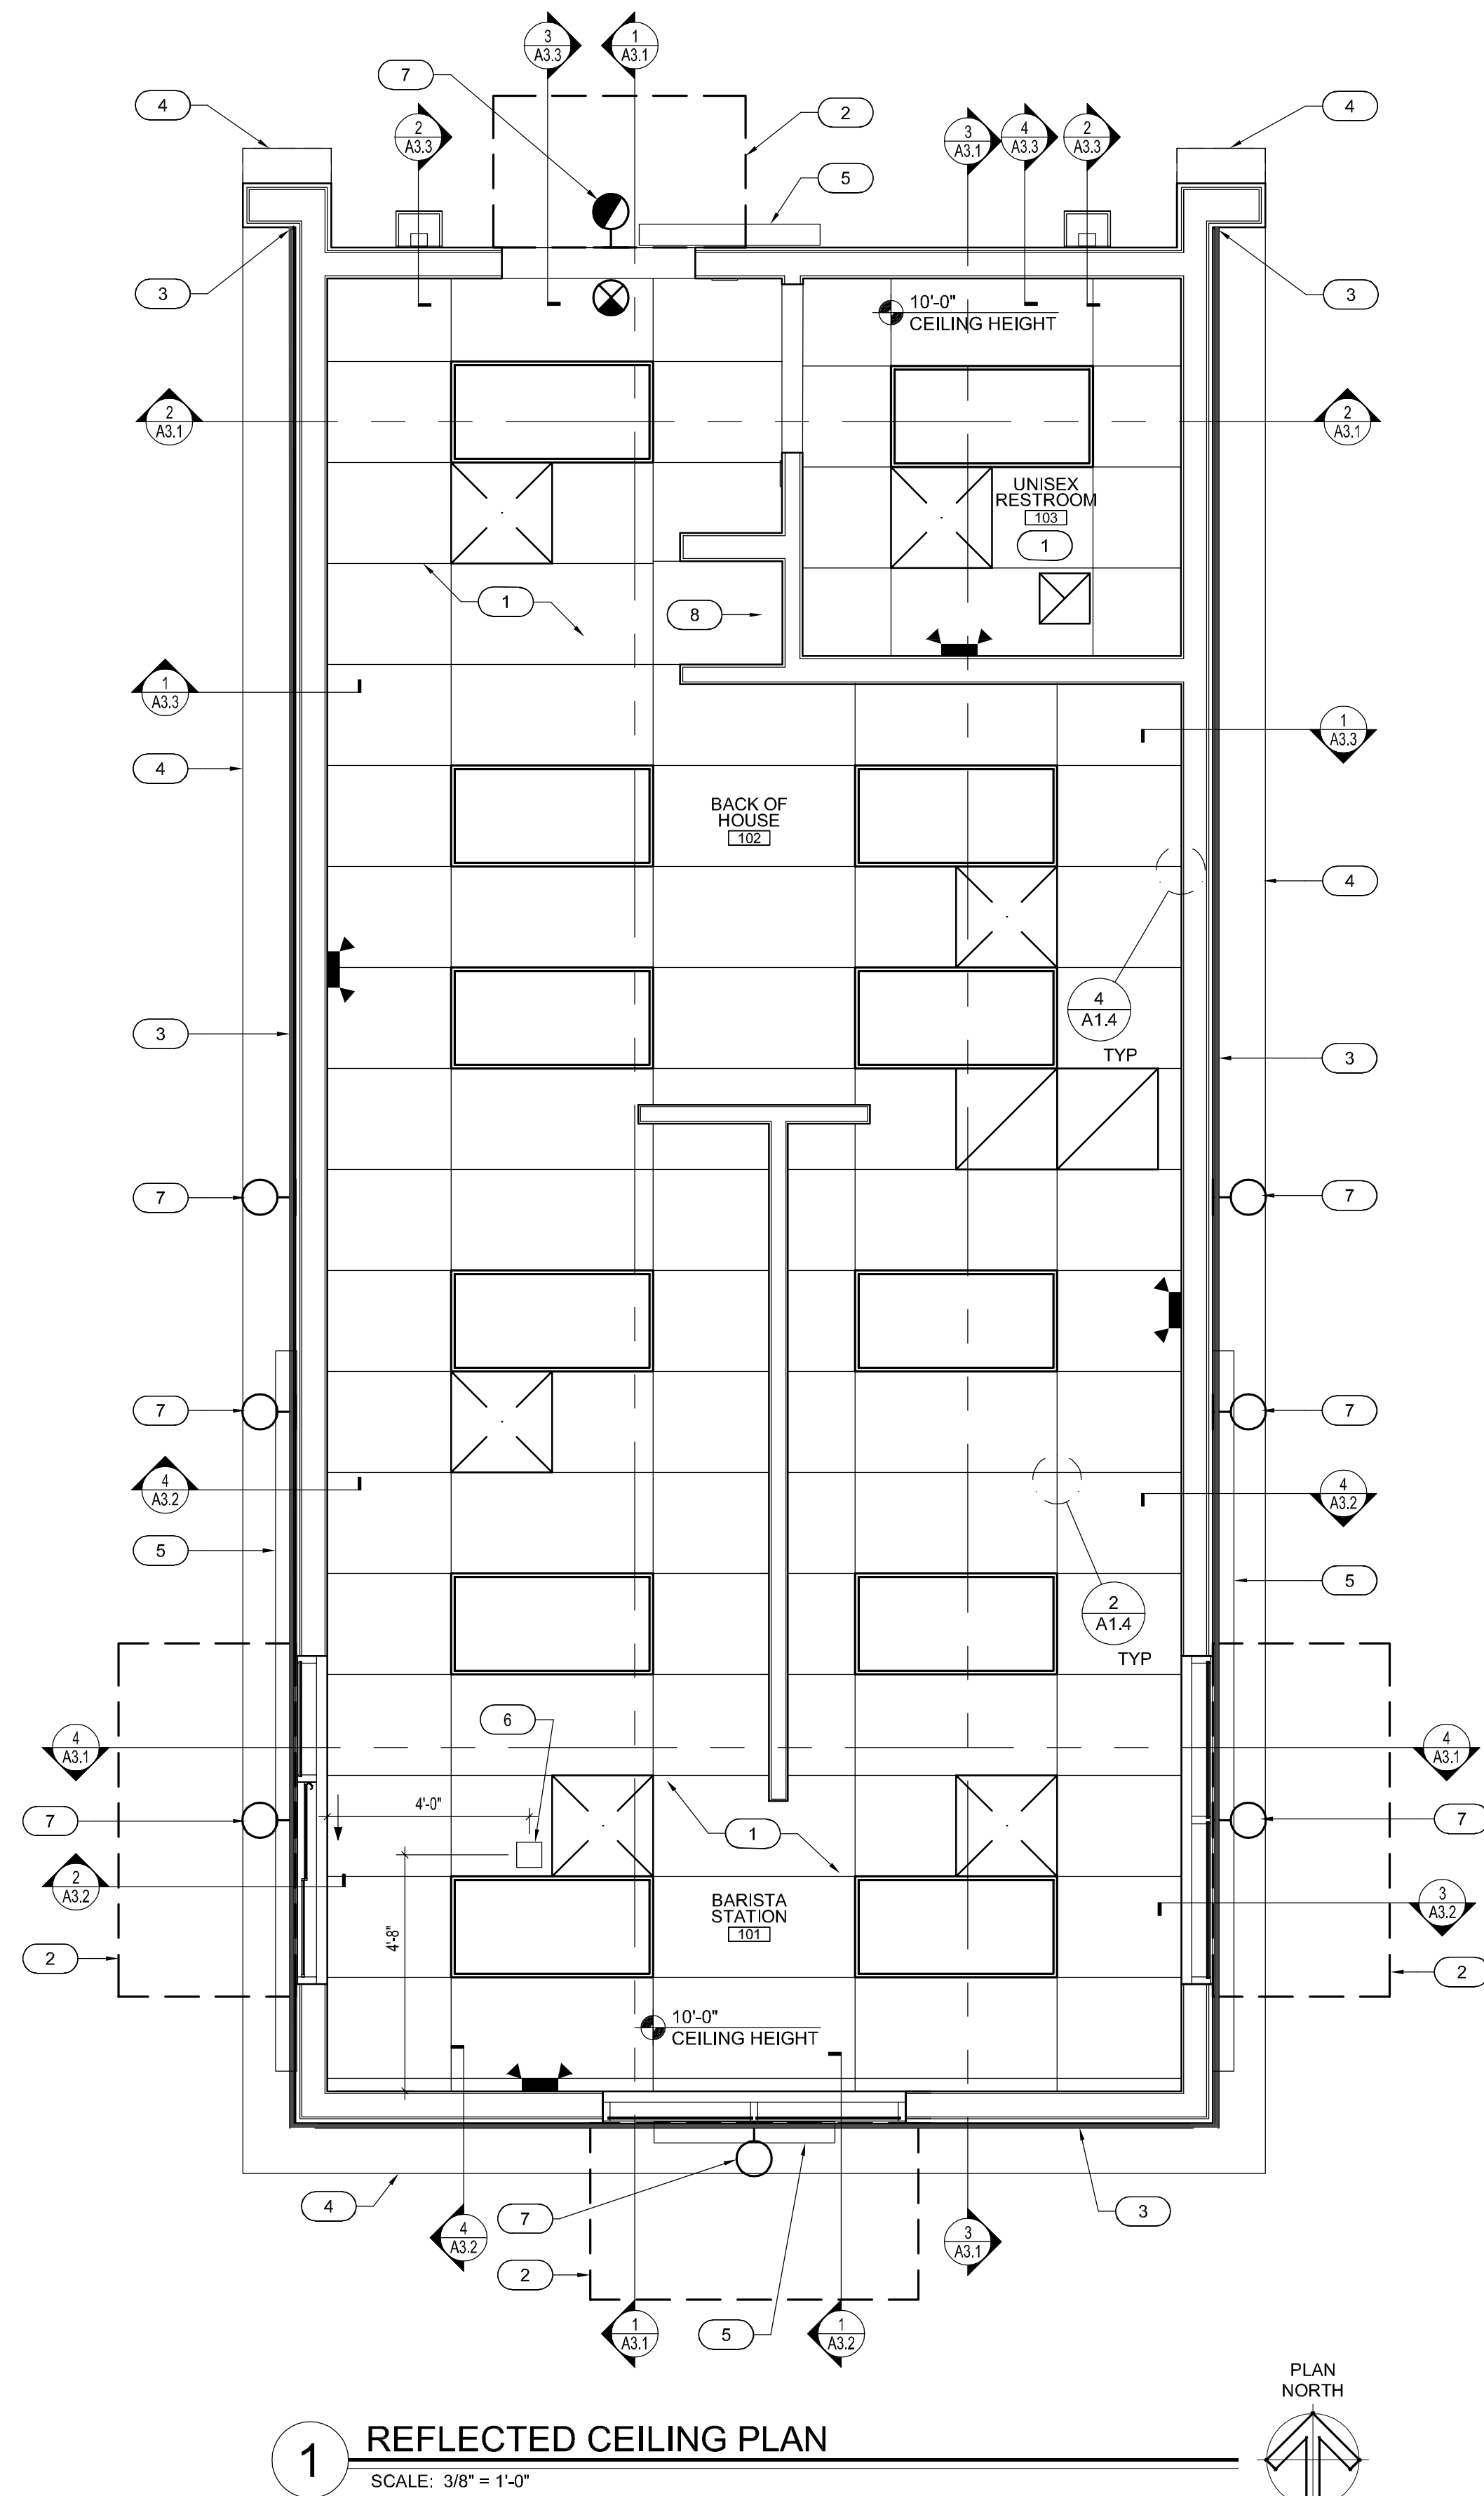 3
A3.3
1
A3.1
7
4
2
A3.3
2
3
A3.1
4
A3.3
2
A3.3
4
5
3
3
10'-0"
CEILING HEIGHT
2
A3.1
2
A3.1
UNISEX
RESTROOM
103
1
1
8
1
A3.3
1
A3.3
4
BACK OF
HOUSE
102
4
4
A1.4
TYP
3
3
7
7
7
7
4
A3.2
4
A3.2
5
5
2
A1.4
TYP
6
4
A3.1
4
A3.1
4'-0"
7
1
7
2
A3.2
4'-8"
BARISTA
STATION
101
3
A3.2
2
2
10'-0"
CEILING HEIGHT
4
7
3
4
A3.2
3
A3.1
2
1
A3.1
5
1
A3.2
PLAN
NORTH
1
REFLECTED CEILING PLAN
SCALE: 3/8" = 1'-0"